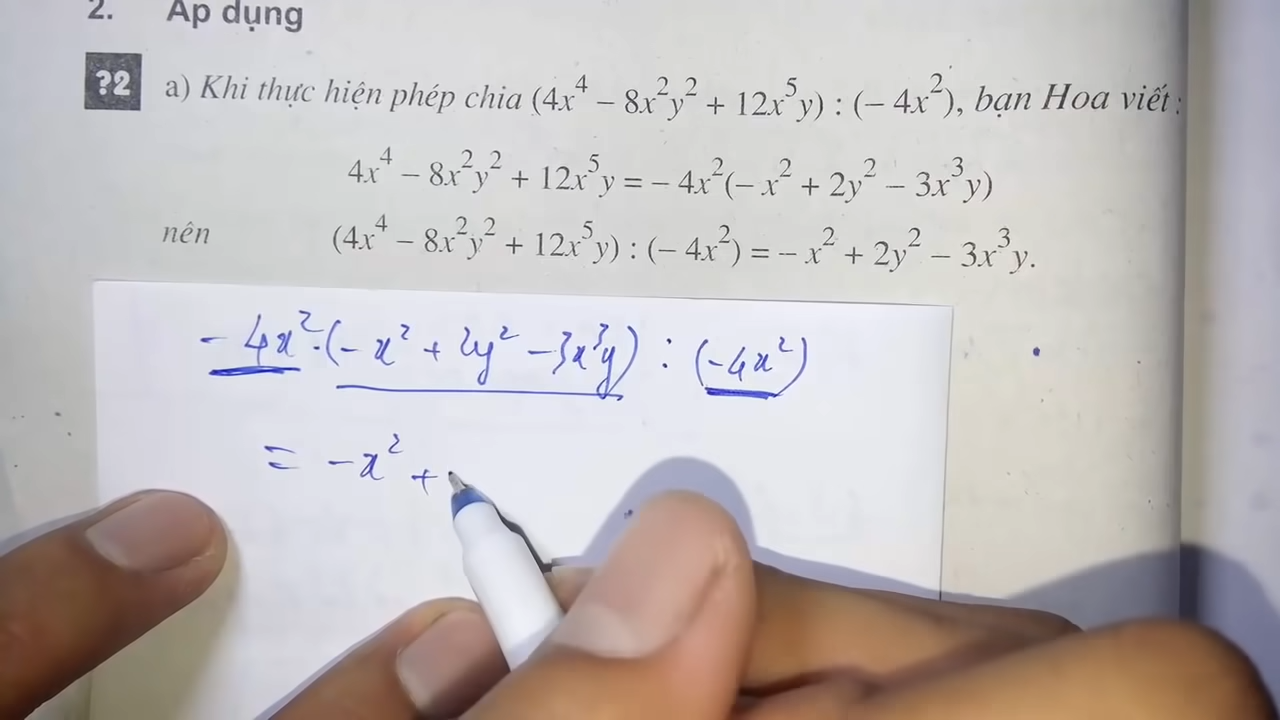 2. Áp dụng
?2 a) Khi thực hiện phép chia (4x⁴ – 8x²y² + 12x⁵y) : (– 4x²), bạn Hoa viết :
4x⁴ – 8x²y² + 12x⁵y = – 4x²(– x² + 2y² – 3x³y)
nên (4x⁴ – 8x²y² + 12x⁵y) : (– 4x²) = – x² + 2y² – 3x³y.
- 4x² · (- x² + 2y² - 3x³y) : (-4x²)
= -x² +